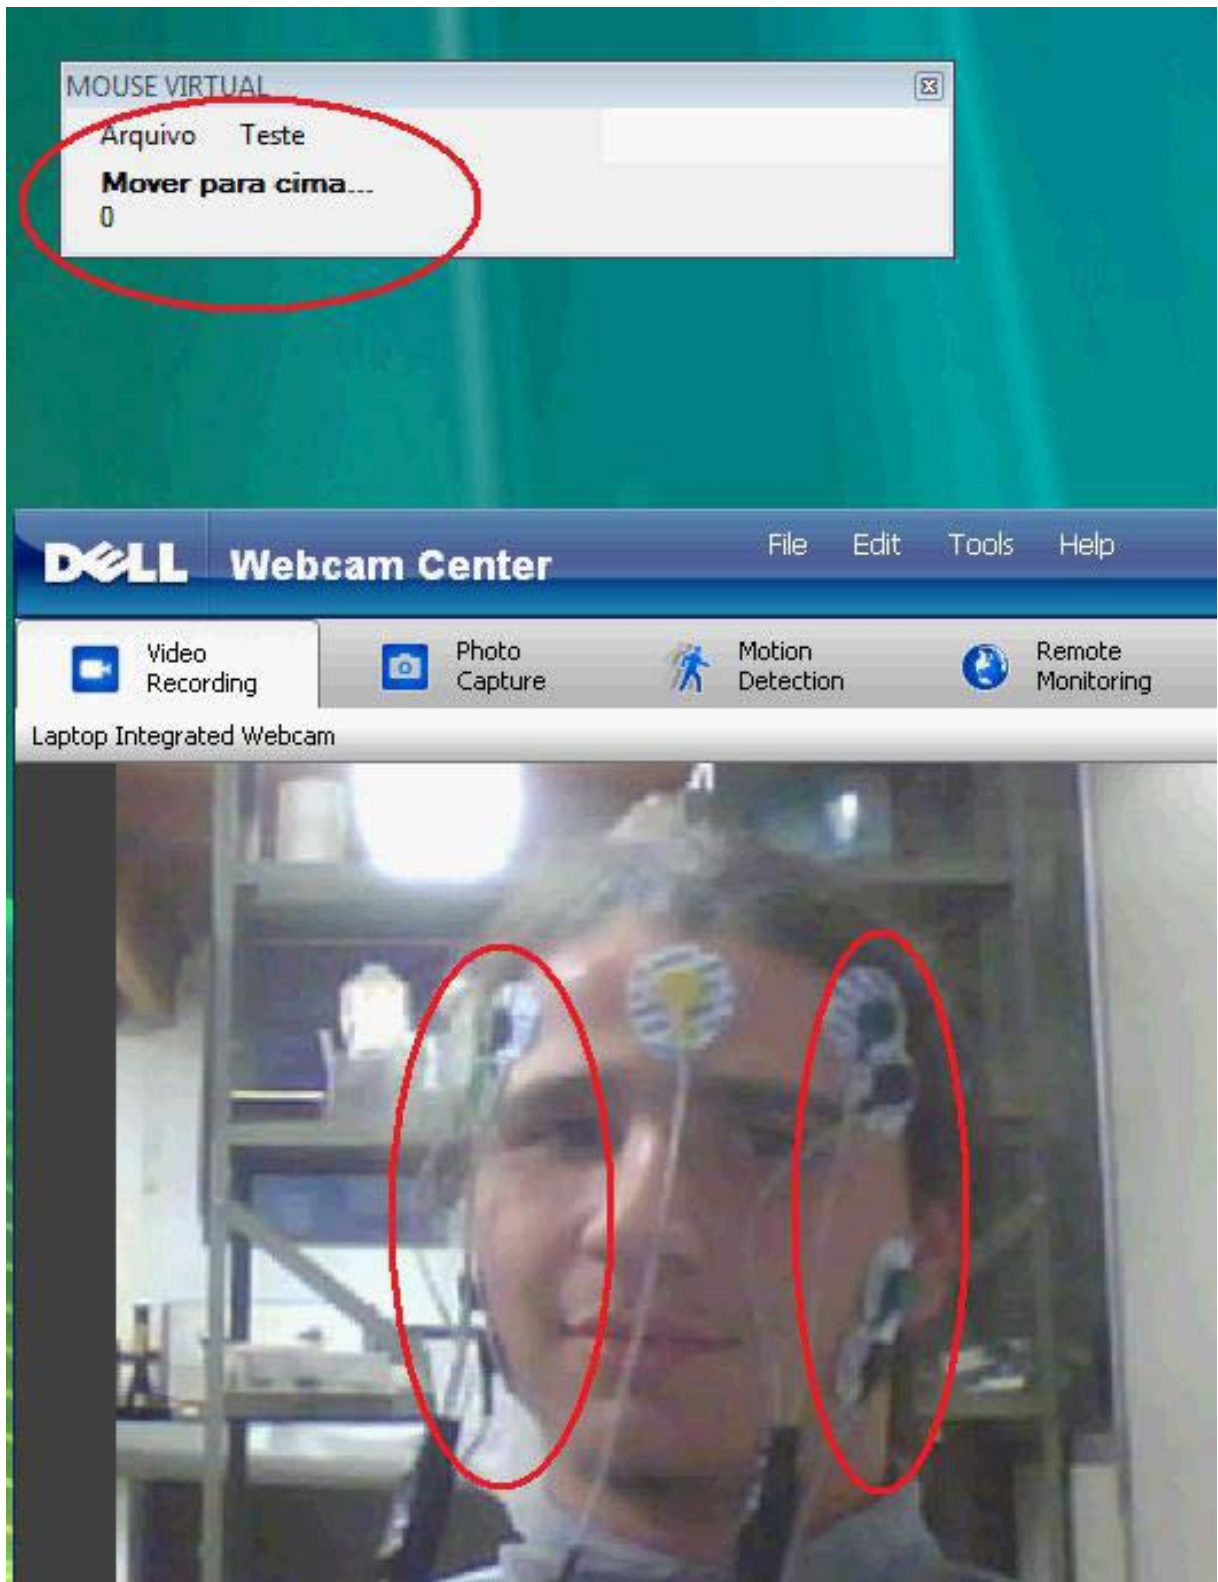 MOUSE VIRTUAL
Arquivo Teste
Mover para cima...
0
DELL Webcam Center File Edit Tools Help
Video Recording
Photo Capture
Motion Detection
Remote Monitoring
Laptop Integrated Webcam